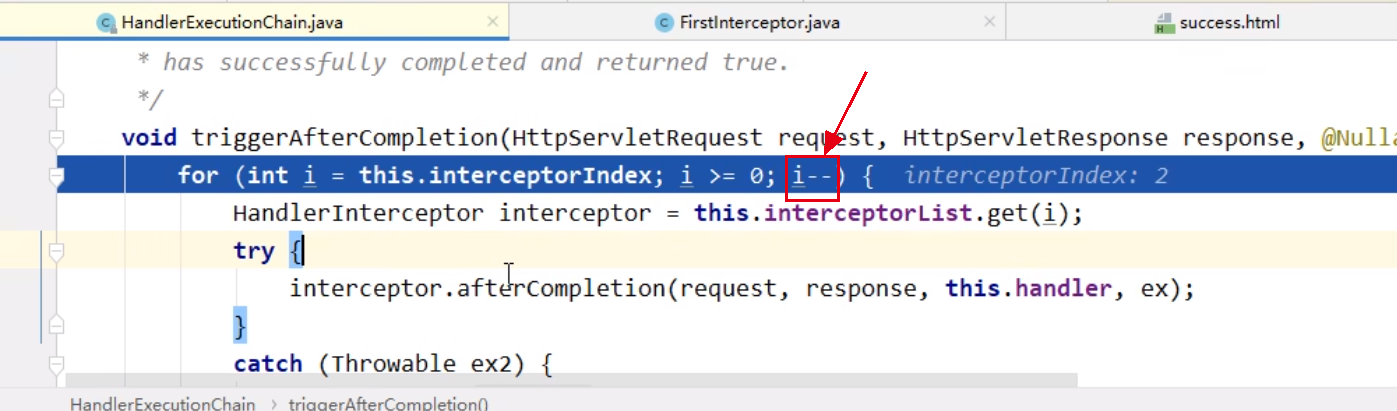 HandlerExecutionChain.java FirstInterceptor.java success.html
* has successfully completed and returned true.
*/
void triggerAfterCompletion(HttpServletRequest request, HttpServletResponse response, @Nulla
for (int i = this.interceptorIndex; i >= 0; i--) { interceptorIndex: 2
HandlerInterceptor interceptor = this.interceptorList.get(i);
try {
interceptor.afterCompletion(request, response, this.handler, ex);
}
catch (Throwable ex2) {
HandlerExecutionChain › triggerAfterCompletion()